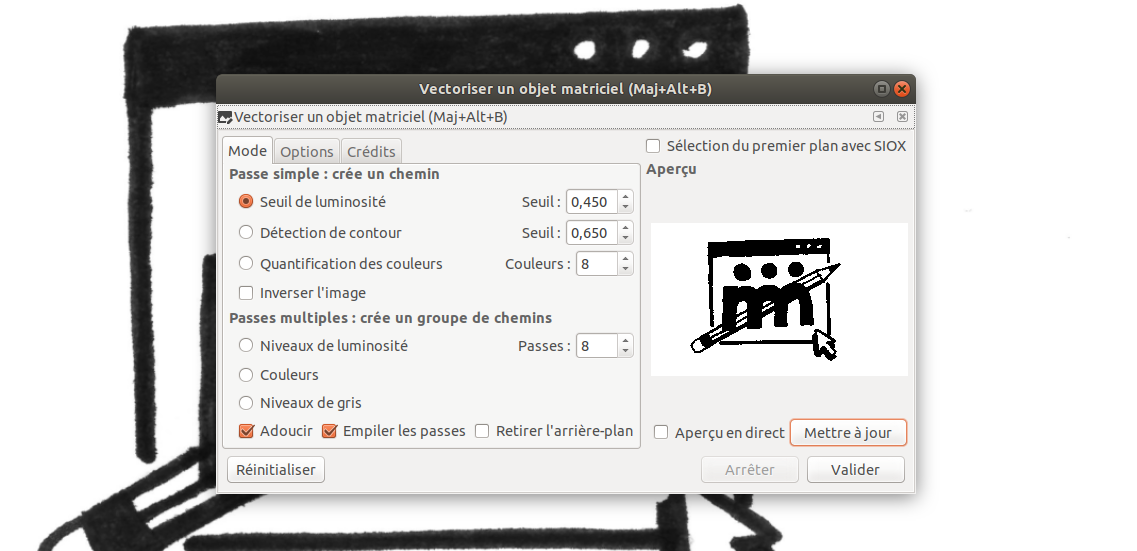 Vectoriser un objet matriciel (Maj+Alt+B)
Vectoriser un objet matriciel (Maj+Alt+B)
Mode Options Crédits
Sélection du premier plan avec SIOX
Passe simple : crée un chemin
Aperçu
Seuil de luminosité Seuil : 0,450
Détection de contour Seuil : 0,650
Quantification des couleurs Couleurs : 8
Inverser l'image
Passes multiples : crée un groupe de chemins
Niveaux de luminosité Passes : 8
Couleurs
Niveaux de gris
Adoucir Empiler les passes Retirer l'arrière-plan
Aperçu en direct Mettre à jour
Réinitialiser Arrêter Valider